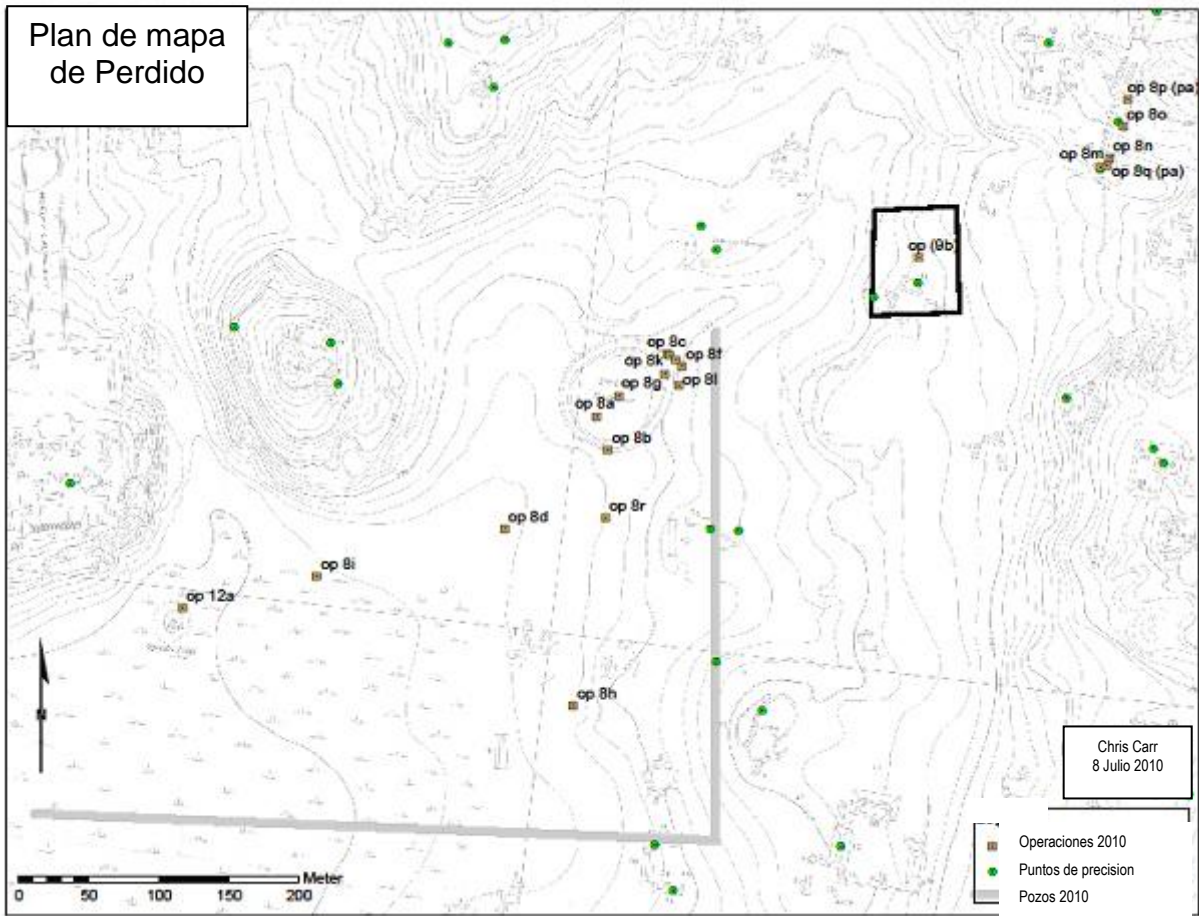 Plan de mapa
de Perdido
op 8p (pa)
op 8o
op 8n
op 8m
op 8q (pa)
op (9b)
op 8c
op 8k
op 8f
op 8g
op 8l
op 8a
op 8b
op 8r
op 8d
op 8i
op 12a
op 8h
N
Chris Carr
8 Julio 2010
Operaciones 2010
Puntos de precision
Pozos 2010
Meter
0 50 100 150 200